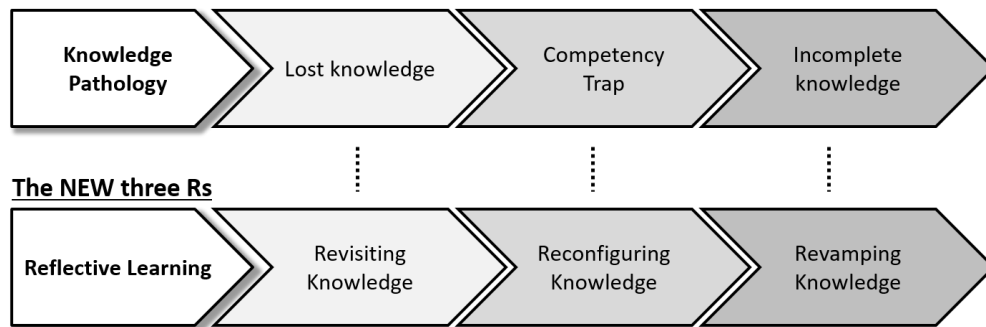 Knowledge
Pathology
Lost knowledge
Competency
Trap
Incomplete
knowledge
The NEW three Rs
Reflective Learning
Revisiting
Knowledge
Reconfiguring
Knowledge
Revamping
Knowledge